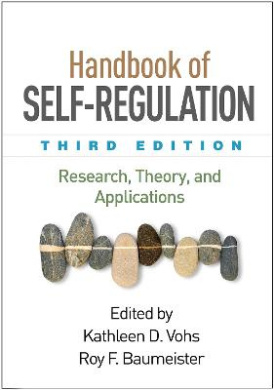 Handbook of
SELF-REGULATION
THIRD EDITION
Research, Theory, and
Applications
Edited by
Kathleen D. Vohs
Roy F. Baumeister